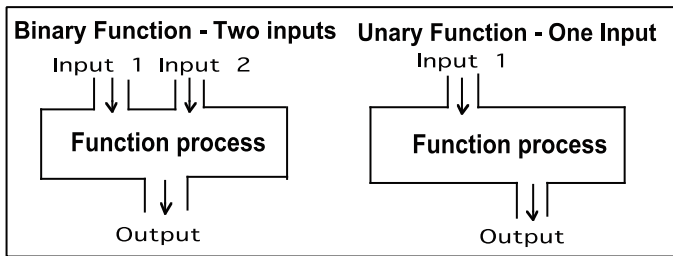 Binary Function - Two inputs
Input 1 Input 2
Function process
Output
Unary Function - One Input
Input 1
Function process
Output